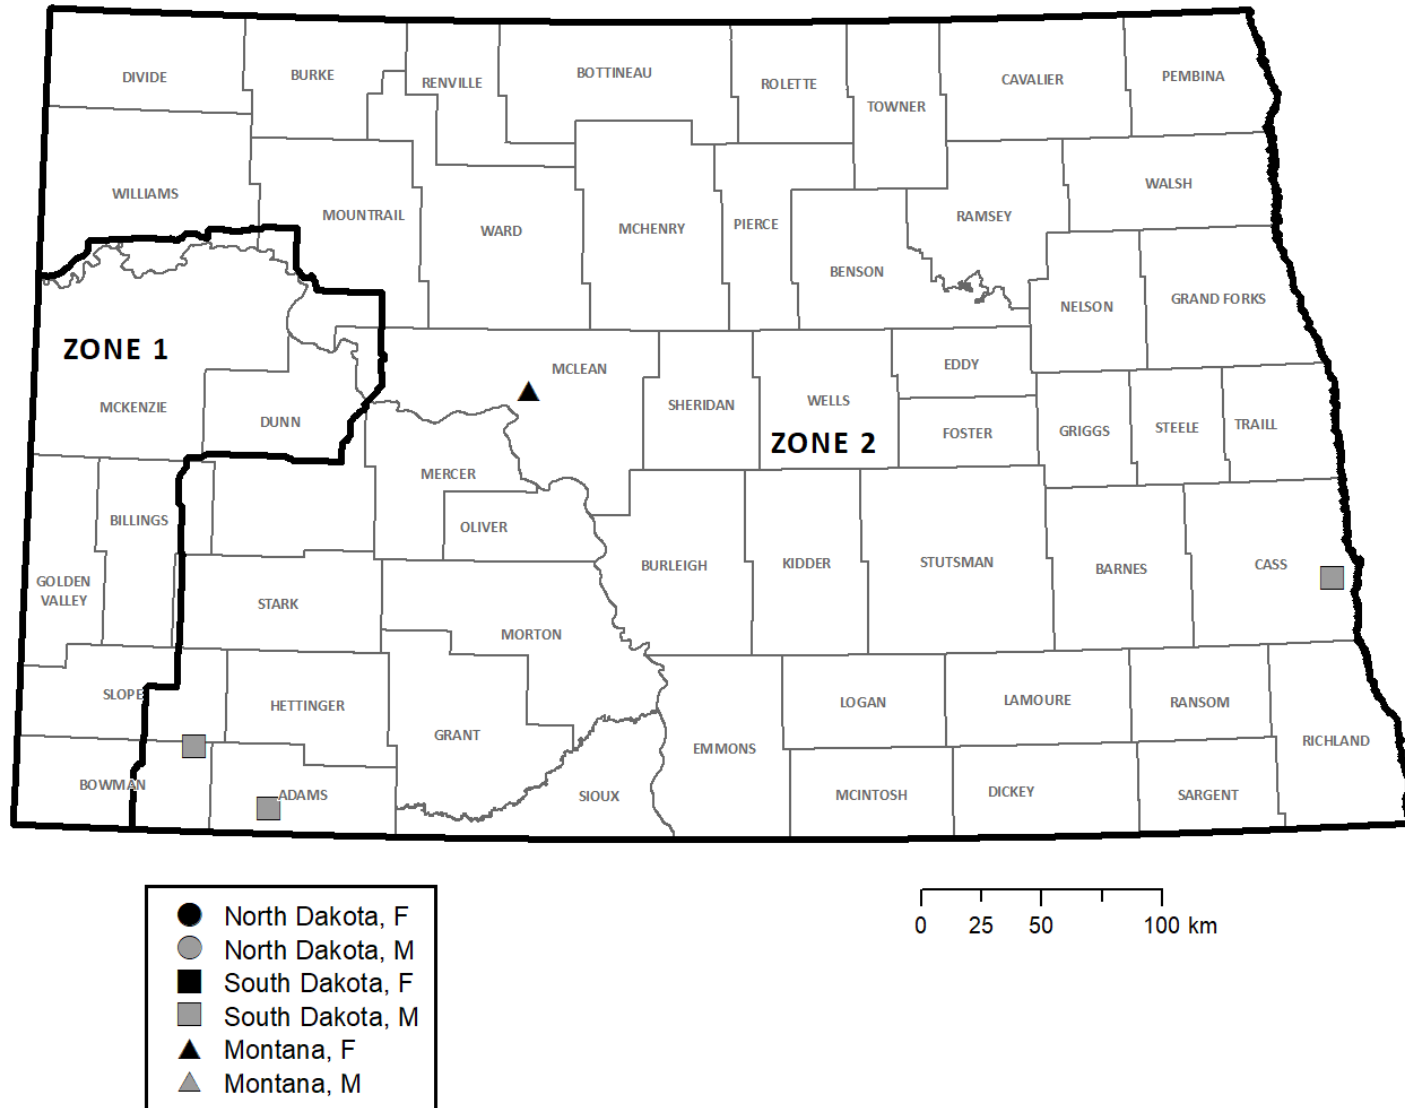 DIVIDE
BURKE
RENVILLE
BOTTINEAU
ROLETTE
TOWNER
CAVALIER
PEMBINA
WILLIAMS
MOUNTRAIL
WARD
MCHENRY
PIERCE
BENSON
RAMSEY
WALSH
NELSON
GRAND FORKS
ZONE 1
MCKENZIE
DUNN
MCLEAN
SHERIDAN
WELLS
ZONE 2
EDDY
FOSTER
GRIGGS
STEELE
TRAILL
BILLINGS
MERCER
OLIVER
GOLDEN
VALLEY
STARK
MORTON
BURLEIGH
KIDDER
STUTSMAN
BARNES
CASS
SLOPE
HETTINGER
GRANT
EMMONS
LOGAN
LAMOURE
RANSOM
RICHLAND
BOWMAN
ADAMS
SIOUX
MCINTOSH
DICKEY
SARGENT
North Dakota, F
North Dakota, M
South Dakota, F
South Dakota, M
Montana, F
Montana, M
0 25 50 100 km